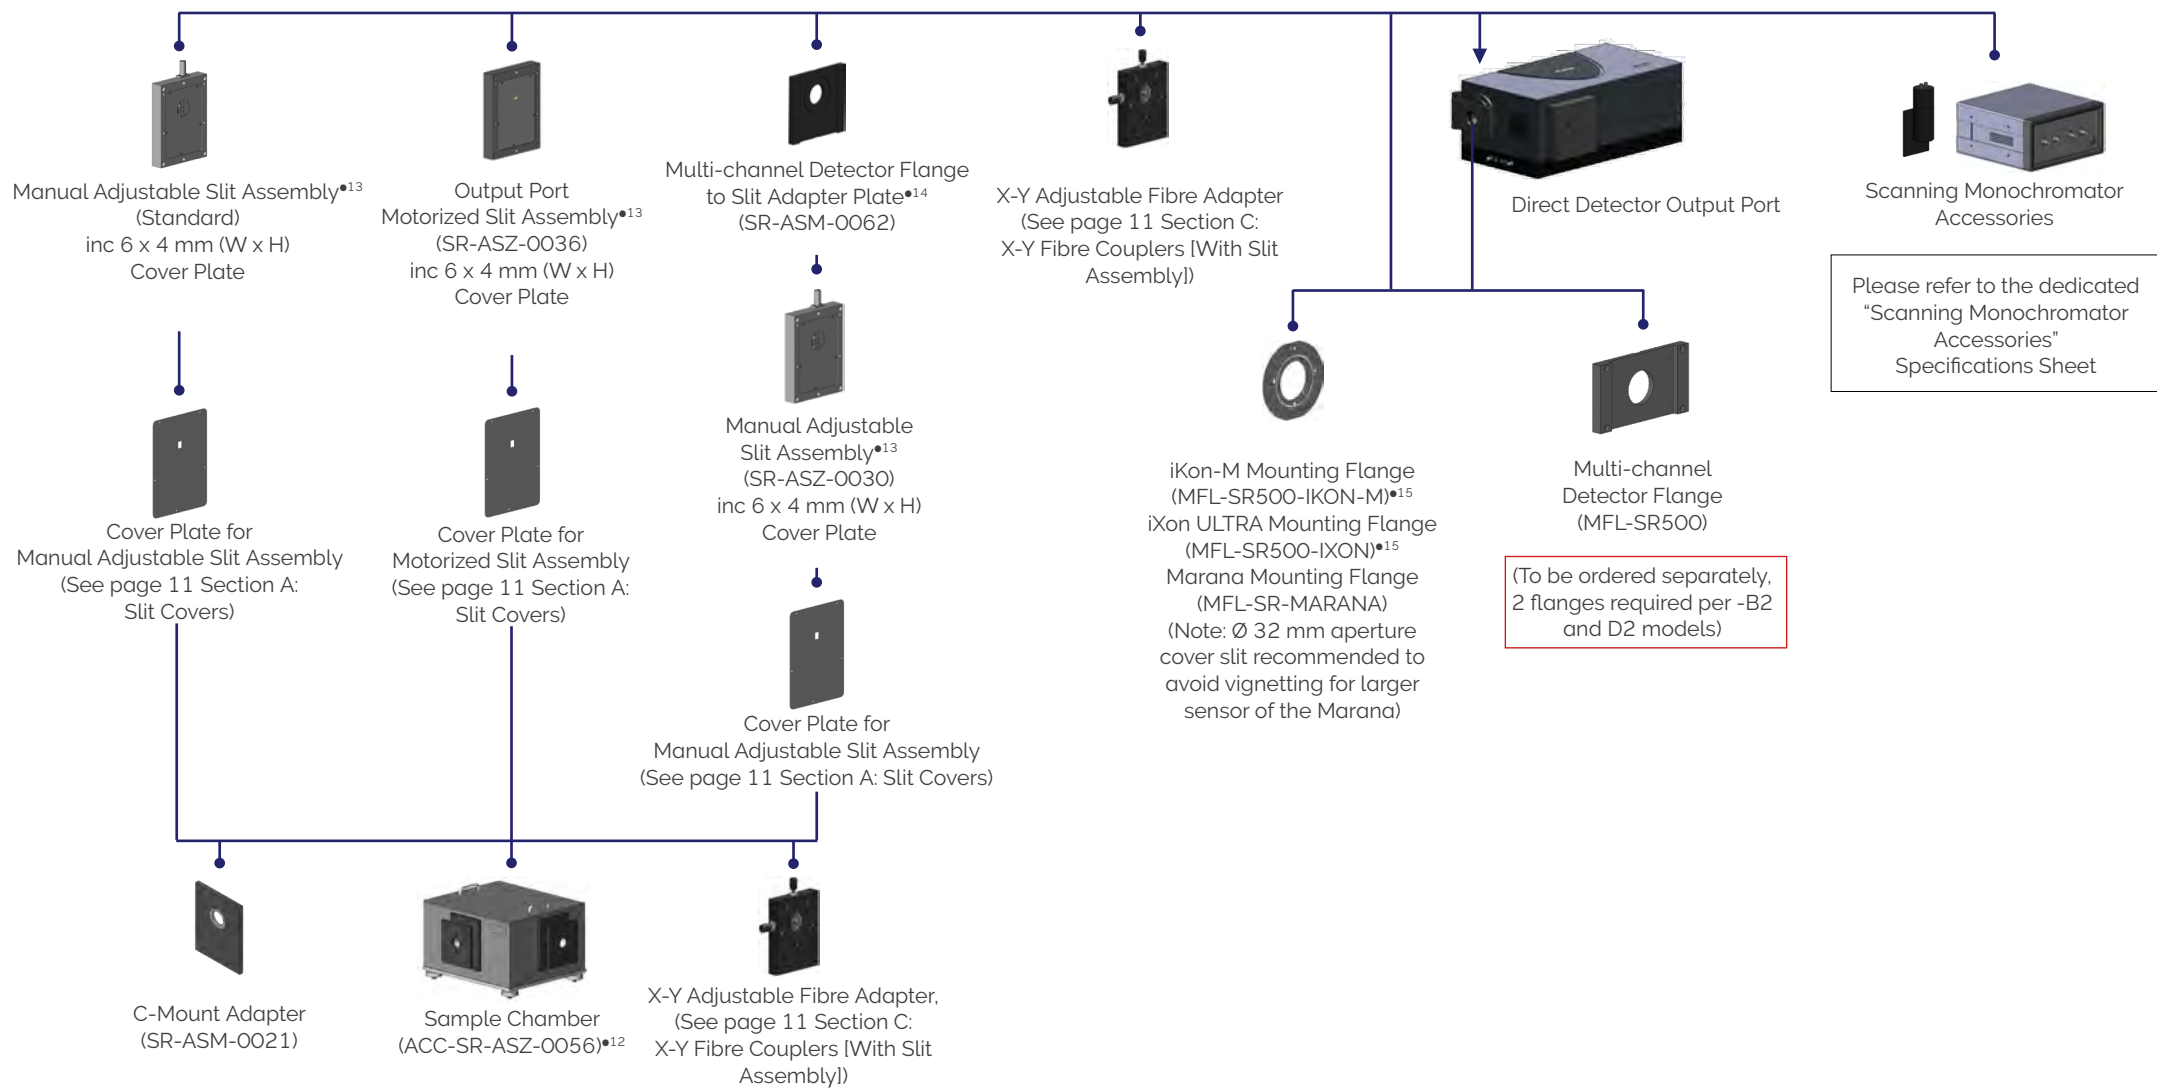 Manual Adjustable Slit Assembly●13
(Standard)
inc 6 x 4 mm (W x H)
Cover Plate
Output Port
Motorized Slit Assembly●13
(SR-ASZ-0036)
inc 6 x 4 mm (W x H)
Cover Plate
Multi-channel Detector Flange
to Slit Adapter Plate●14
(SR-ASM-0062)
X-Y Adjustable Fibre Adapter
(See page 11 Section C:
X-Y Fibre Couplers [With Slit
Assembly])
Direct Detector Output Port
Scanning Monochromator
Accessories
Please refer to the dedicated
“Scanning Monochromator
Accessories”
Specifications Sheet
Manual Adjustable
Slit Assembly●13
(SR-ASZ-0030)
inc 6 x 4 mm (W x H)
Cover Plate
iKon-M Mounting Flange
(MFL-SR500-IKON-M)●15
iXon ULTRA Mounting Flange
(MFL-SR500-IXON)●15
Marana Mounting Flange
(MFL-SR-MARANA)
(Note: Ø 32 mm aperture
cover slit recommended to
avoid vignetting for larger
sensor of the Marana)
Multi-channel
Detector Flange
(MFL-SR500)
(To be ordered separately,
2 flanges required per -B2
and D2 models)
Cover Plate for
Manual Adjustable Slit Assembly
(See page 11 Section A:
Slit Covers)
Cover Plate for
Motorized Slit Assembly
(See page 11 Section A:
Slit Covers)
Cover Plate for
Manual Adjustable Slit Assembly
(See page 11 Section A: Slit Covers)
C-Mount Adapter
(SR-ASM-0021)
Sample Chamber
(ACC-SR-ASZ-0056)●12
X-Y Adjustable Fibre Adapter,
(See page 11 Section C:
X-Y Fibre Couplers [With Slit
Assembly])